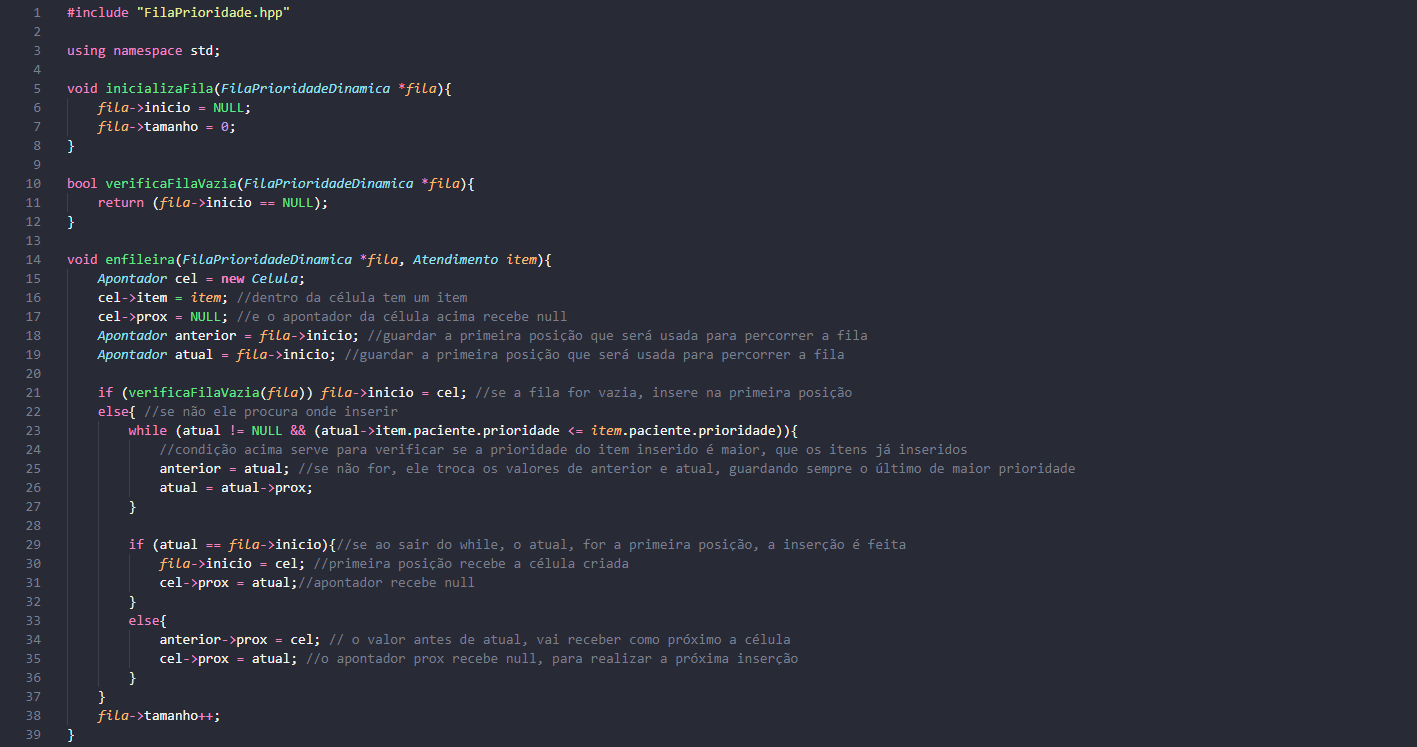 1 #include "FilaPrioridade.hpp"
2
3 using namespace std;
4
5 void inicializaFila(FilaPrioridadeDinamica *fila){
6     fila->inicio = NULL;
7     fila->tamanho = 0;
8 }
9
10 bool verificaFilaVazia(FilaPrioridadeDinamica *fila){
11     return (fila->inicio == NULL);
12 }
13
14 void enfileira(FilaPrioridadeDinamica *fila, Atendimento item){
15     Apontador cel = new Celula;
16     cel->item = item; //dentro da célula tem um item
17     cel->prox = NULL; //e o apontador da célula acima recebe null
18     Apontador anterior = fila->inicio; //guardar a primeira posição que será usada para percorrer a fila
19     Apontador atual = fila->inicio; //guardar a primeira posição que será usada para percorrer a fila
20
21     if (verificaFilaVazia(fila)) fila->inicio = cel; //se a fila for vazia, insere na primeira posição
22     else{ //se não ele procura onde inserir
23         while (atual != NULL && (atual->item.paciente.prioridade <= item.paciente.prioridade)){
24             //condição acima serve para verificar se a prioridade do item inserido é maior, que os itens já inseridos
25             anterior = atual; //se não for, ele troca os valores de anterior e atual, guardando sempre o último de maior prioridade
26             atual = atual->prox;
27         }
28
29         if (atual == fila->inicio){//se ao sair do while, o atual, for a primeira posição, a inserção é feita
30             fila->inicio = cel; //primeira posição recebe a célula criada
31             cel->prox = atual;//apontador recebe null
32         }
33         else{
34             anterior->prox = cel; // o valor antes de atual, vai receber como próximo a célula
35             cel->prox = atual; //o apontador prox recebe null, para realizar a próxima inserção
36         }
37     }
38     fila->tamanho++;
39 }